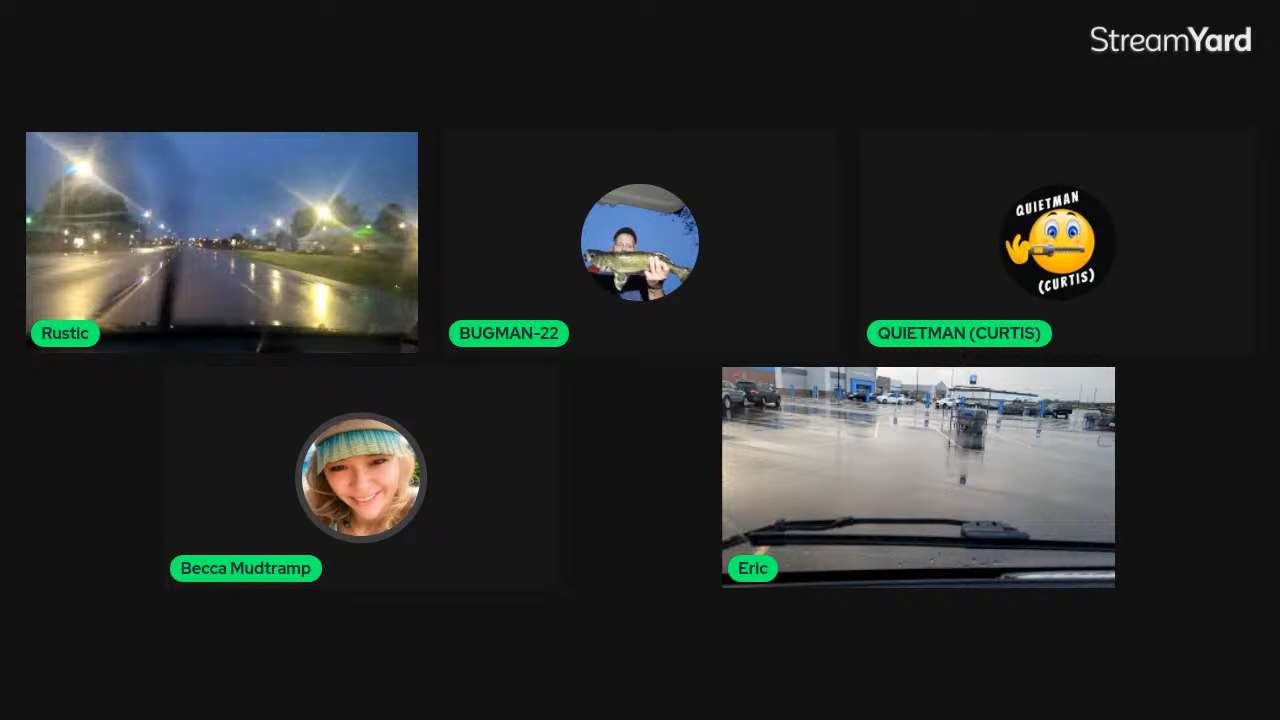 StreamYard
Rustic
BUGMAN-22
QUIETMAN
(CURTIS)
QUIETMAN (CURTIS)
Becca Mudtramp
Eric